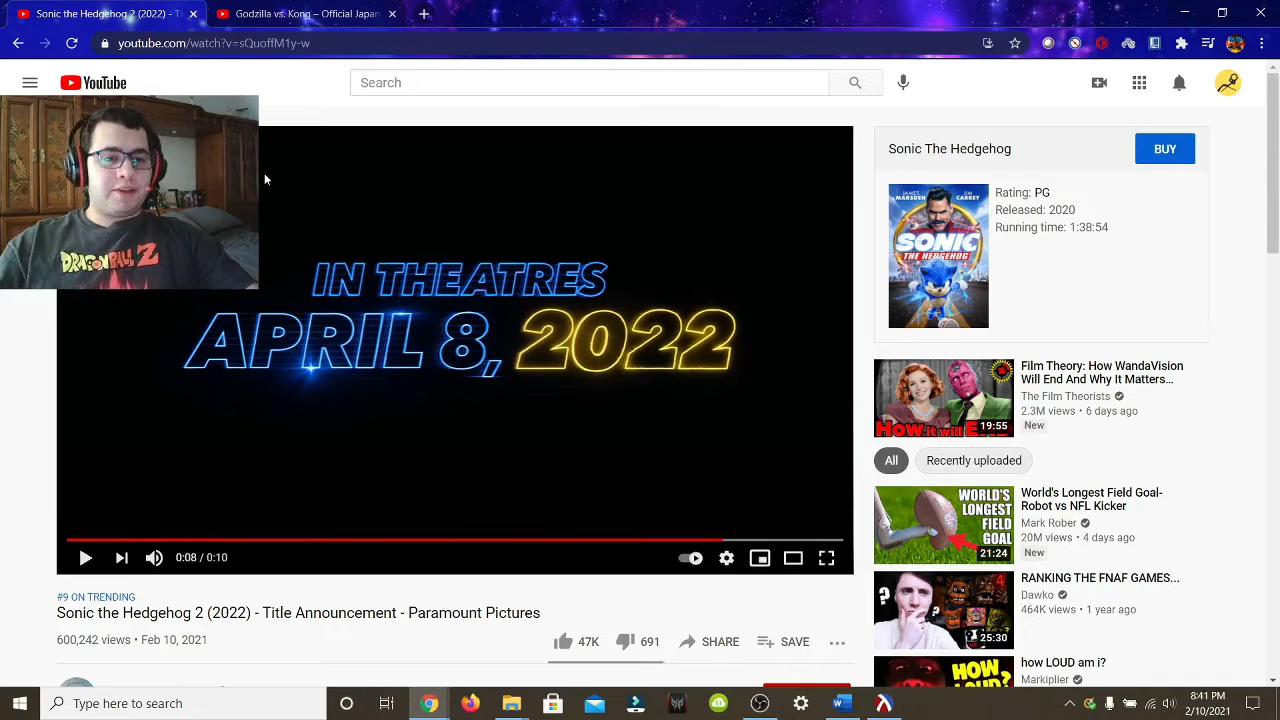 Sonic the Hedgehog 2 (2022) - T
Godzilla vs. Kong – Official Japan
youtube.com/watch?v=sQuoffM1y-w
YouTube
Search
DRAGON BALL Z
IN THEATRES
APRIL 8, 2022
0:08 / 0:10
#9 ON TRENDING
Sonic the Hedgehog 2 (2022) - Title Announcement - Paramount Pictures
600,242 views • Feb 10, 2021
47K
691
SHARE
SAVE
Sonic The Hedgehog
BUY
JAMES MARSDEN
JIM CARREY
SONIC
THE HEDGEHOG
Rating: PG
Released: 2020
Running time: 1:38:54
How it will END
19:55
Film Theory: How WandaVision
Will End And Why It Matters...
The Film Theorists
2.3M views • 6 days ago
New
All
Recently uploaded
WORLD'S
LONGEST
FIELD
GOAL
21:24
World's Longest Field Goal-
Robot vs NFL Kicker
Mark Rober
20M views • 4 days ago
New
4
25:30
RANKING THE FNAF GAMES...
Dawko
464K views • 1 year ago
HOW
LOUD
how LOUD am i?
Markiplier
Type here to search
8:41 PM
2/10/2021